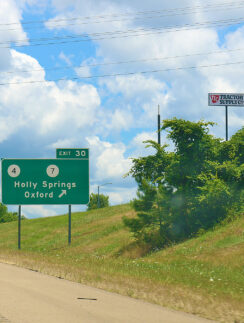 EXIT 30
4 7
Holly Springs
Oxford
TRACTOR
SUPPLY CO